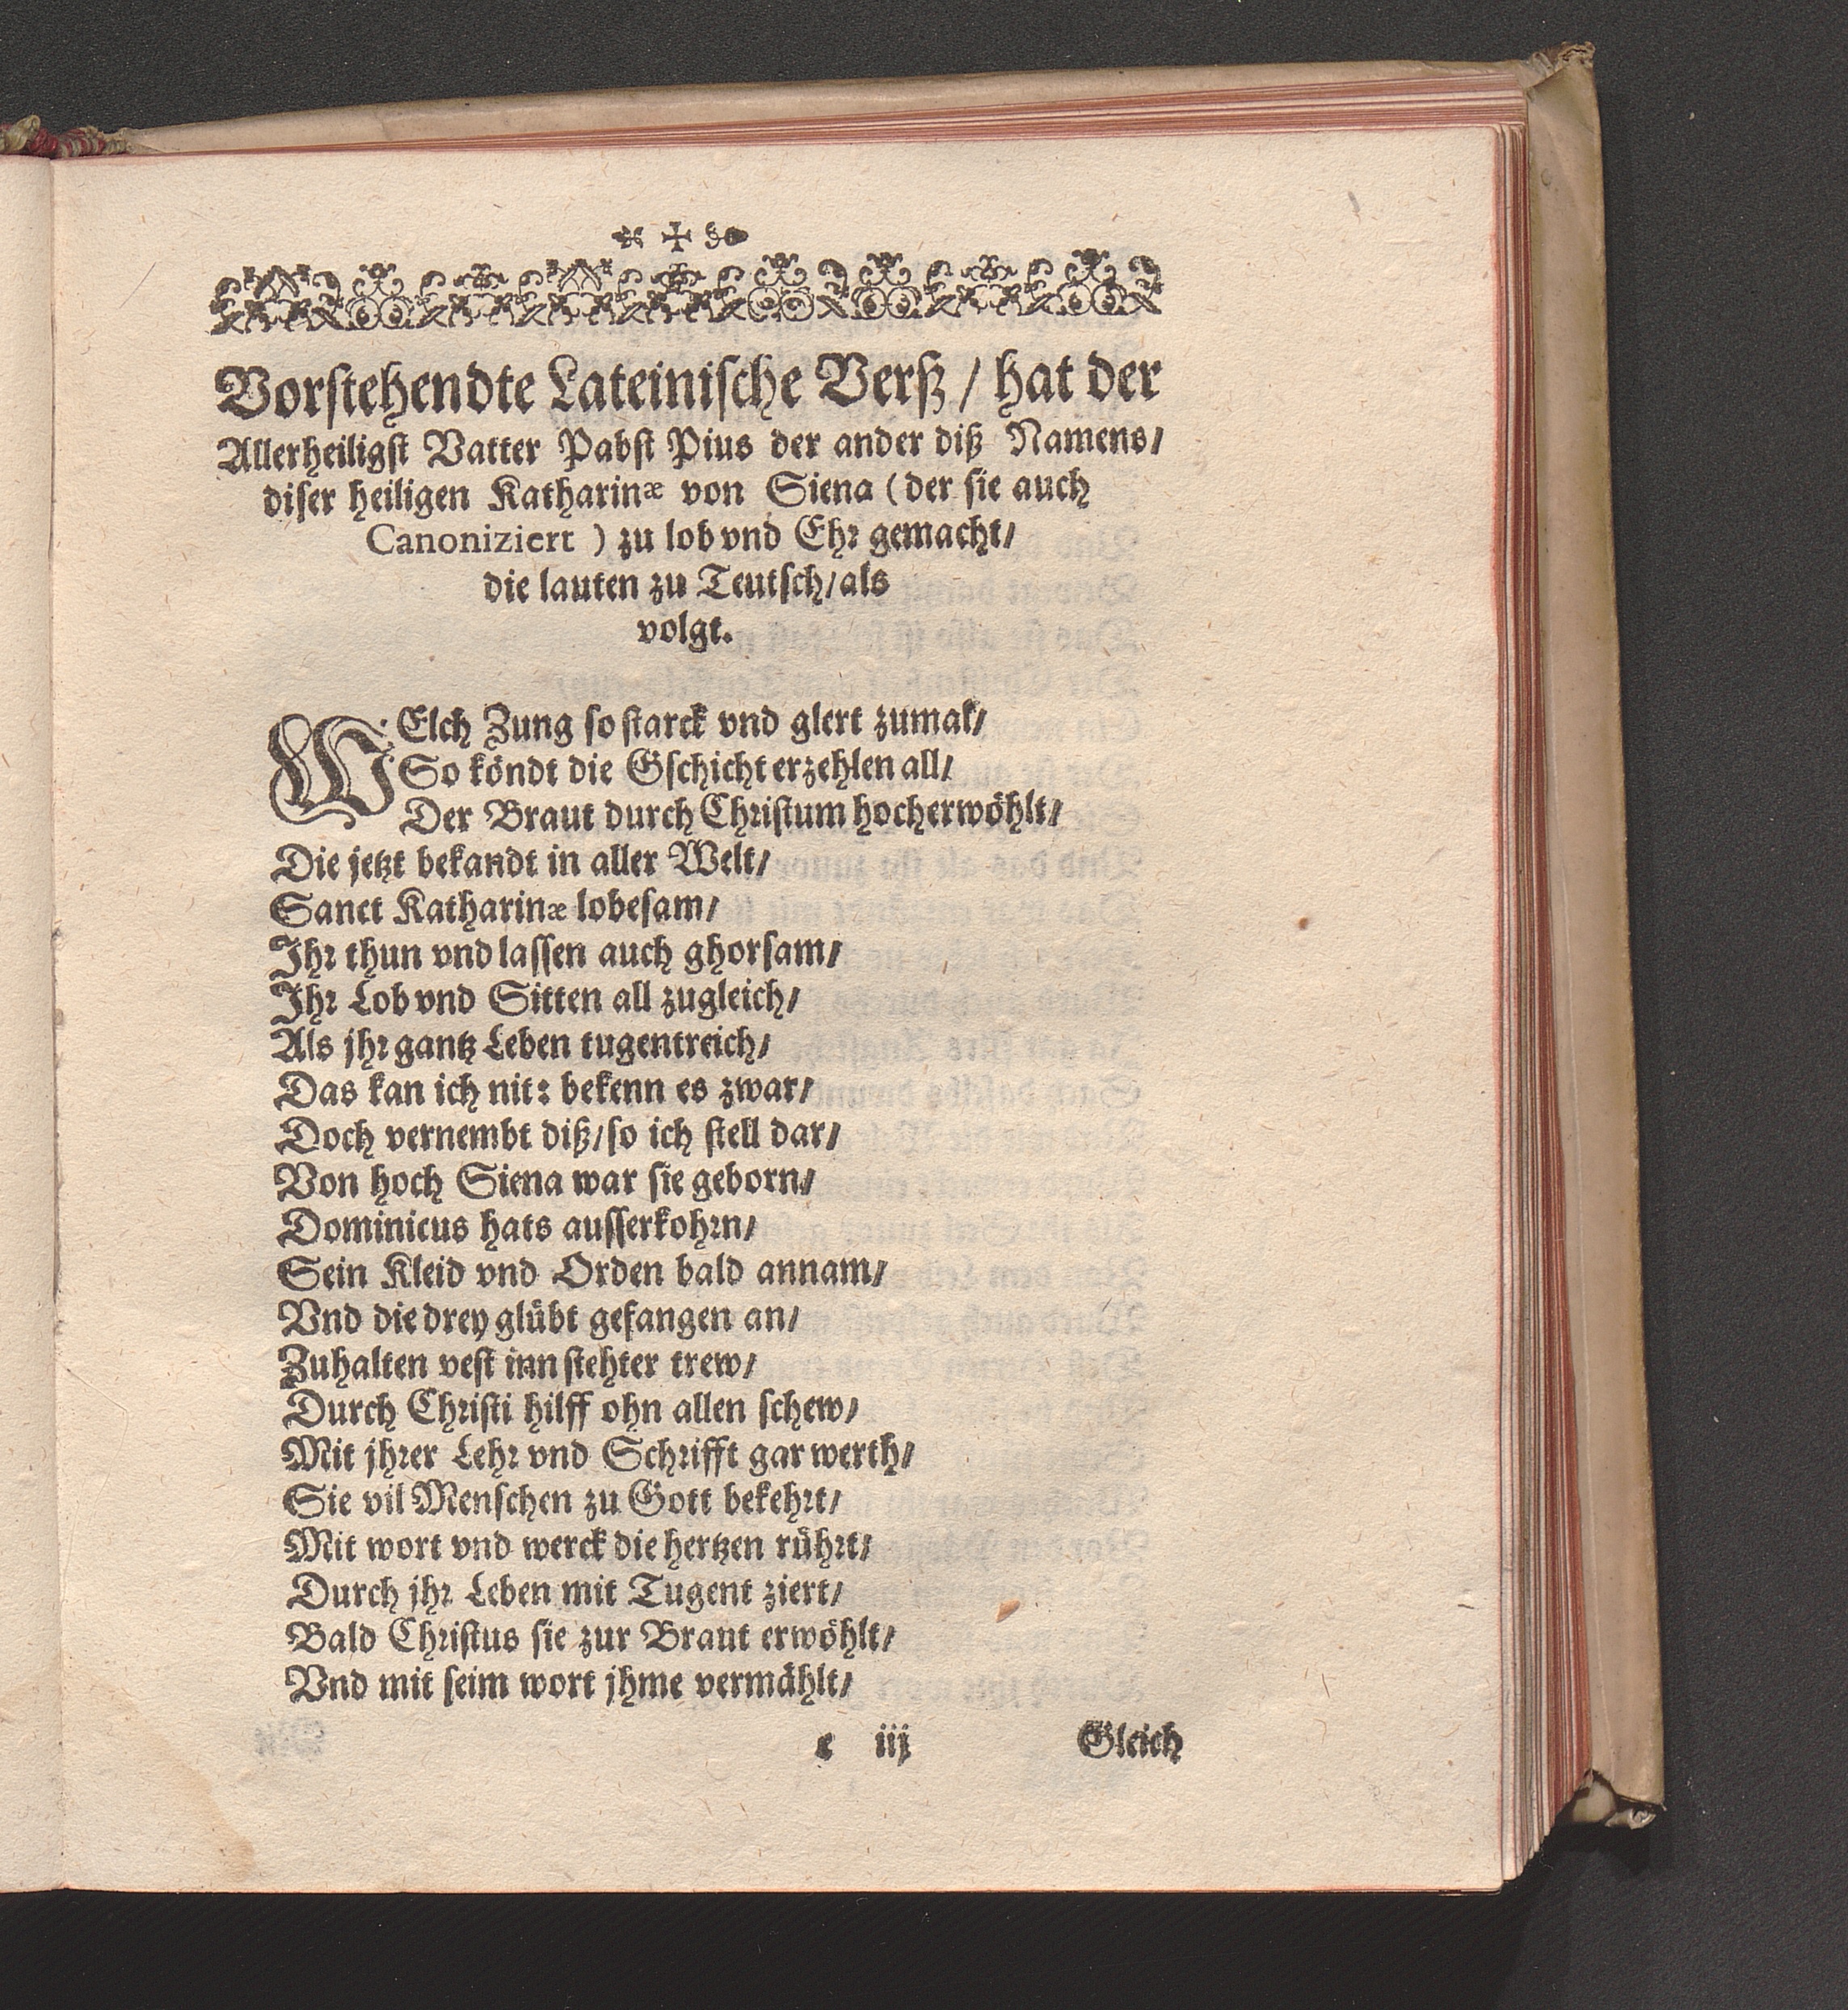 Vorstehendte Lateinische Verß / hat der
Allerheiligst Vatter Pabst Pius der ander diß Namens/
diser heiligen Katharinæ von Siena (der sie auch
Canoniziert ) zu lob vnd Ehr gemacht/
die lauten zu Teutsch/als
volgt.
WElch Zung so starck vnd glert zumal/
So köndt die Gschicht erzehlen all/
Der Braut durch Christum hocherwöhlt/
Die jetzt bekandt in aller Welt/
Sanct Katharinæ lobesam/
Ihr thun vnd lassen auch ghorsam/
Ihr Lob vnd Sitten all zugleich/
Als jhr gantz Leben tugentreich/
Das kan ich nit: bekenn es zwar/
Doch vernembt diß/so ich stell dar/
Von hoch Siena war sie geborn/
Dominicus hats ausserkohrn/
Sein Kleid vnd Orden bald annam/
Vnd die drey glübt gefangen an/
Zuhalten vest inn stehter trew/
Durch Christi hilff ohn allen schew/
Mit jhrer Lehr vnd Schrifft gar werth/
Sie vil Menschen zu Gott bekehrt/
Mit wort vnd werck die hertzen rührt/
Durch jhr Leben mit Tugent ziert/
Bald Christus sie zur Braut erwöhlt/
Vnd mit seim wort jhme vermählt/
c iij Gleich